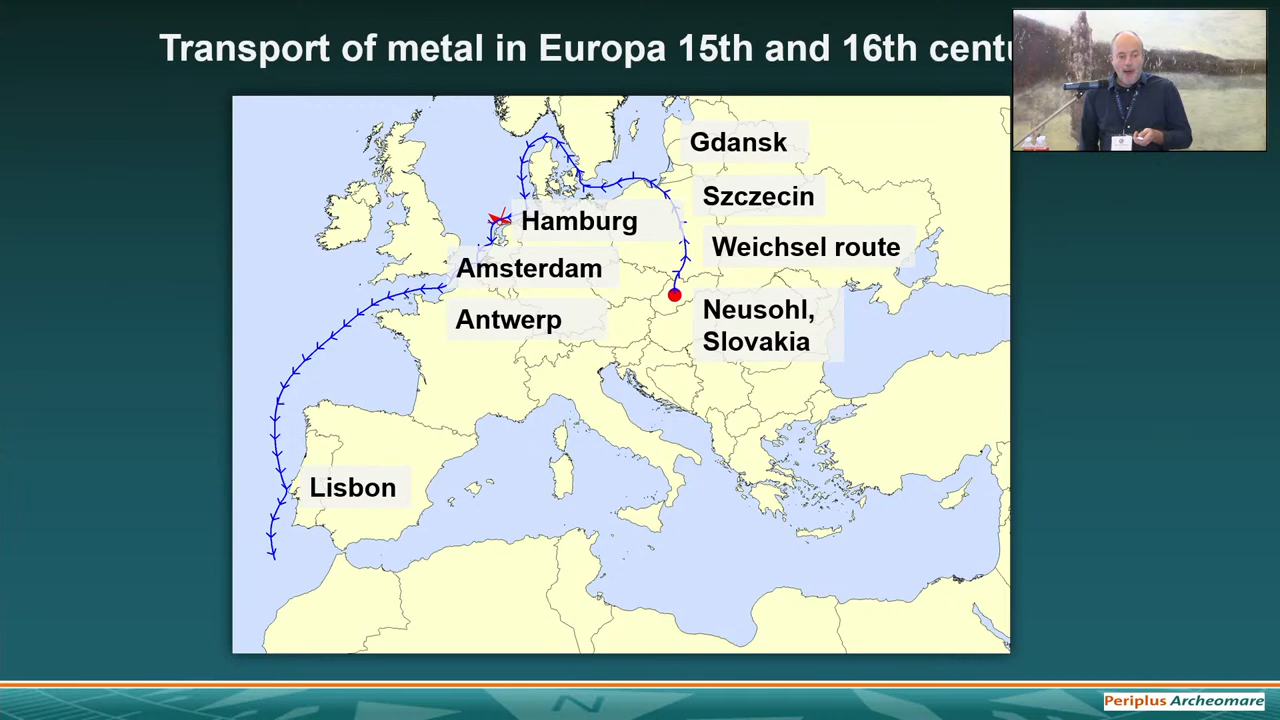 Transport of metal in Europa 15th and 16th centu
Gdansk
Szczecin
Hamburg
Weichsel route
Amsterdam
Neusohl,
Slovakia
Antwerp
Lisbon
Periplus Archeomare